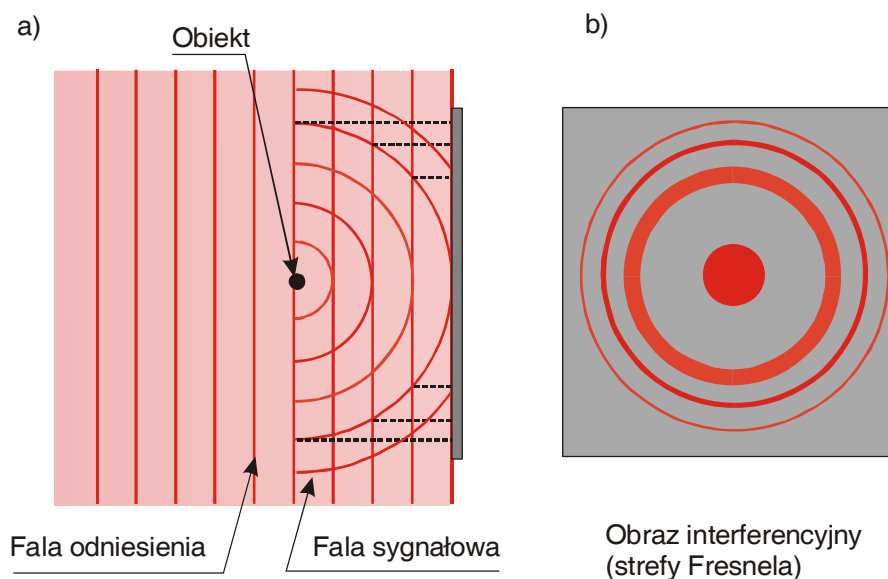 a)
Obiekt
b)
Fala odniesienia
Fala sygnałowa
Obraz interferencyjny
(strefy Fresnela)